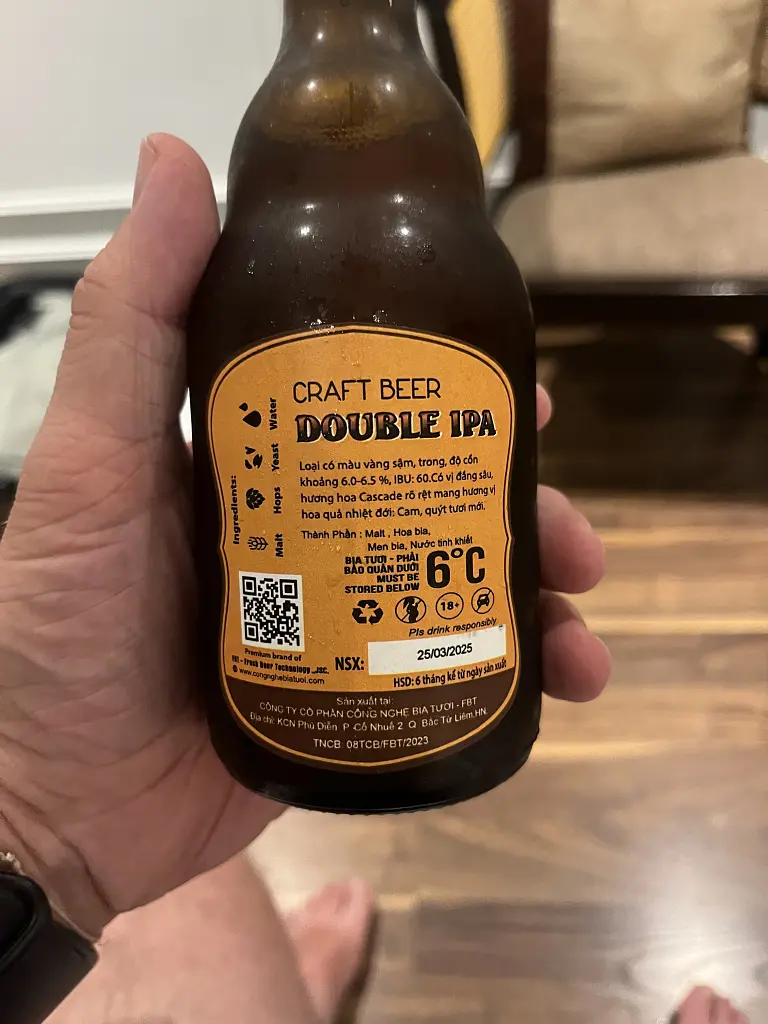 CRAFT BEER
DOUBLE IPA
Loại có màu vàng sậm, trong, độ cồn
khoảng 6.0-6.5 %, IBU: 60.Có vị đắng sâu,
hương hoa Cascade rõ rệt mang hương vị
hoa quả nhiệt đới: Cam, quýt tươi mới.
Ingredients:
Malt Hops Yeast Water
Thành Phần : Malt , Hoa bia,
Men bia, Nước tinh khiết
BIA TƯƠI - PHẢI
BẢO QUẢN DƯỚI
MUST BE
STORED BELOW
6°C
18+
Pls drink responsibly
Premium brand of
FBT - Fresh Beer Technology .,JSC.
© www.congnghebiatuoi.com
NSX: 25/03/2025
HSD: 6 tháng kể từ ngày sản xuất
Sản xuất tại:
CÔNG TY CỔ PHẦN CÔNG NGHỆ BIA TƯƠI - FBT
Địa chỉ: KCN Phú Diễn P Cổ Nhuế 2 Q Bắc Từ Liêm,HN.
TNCB: 08TCB/FBT/2023